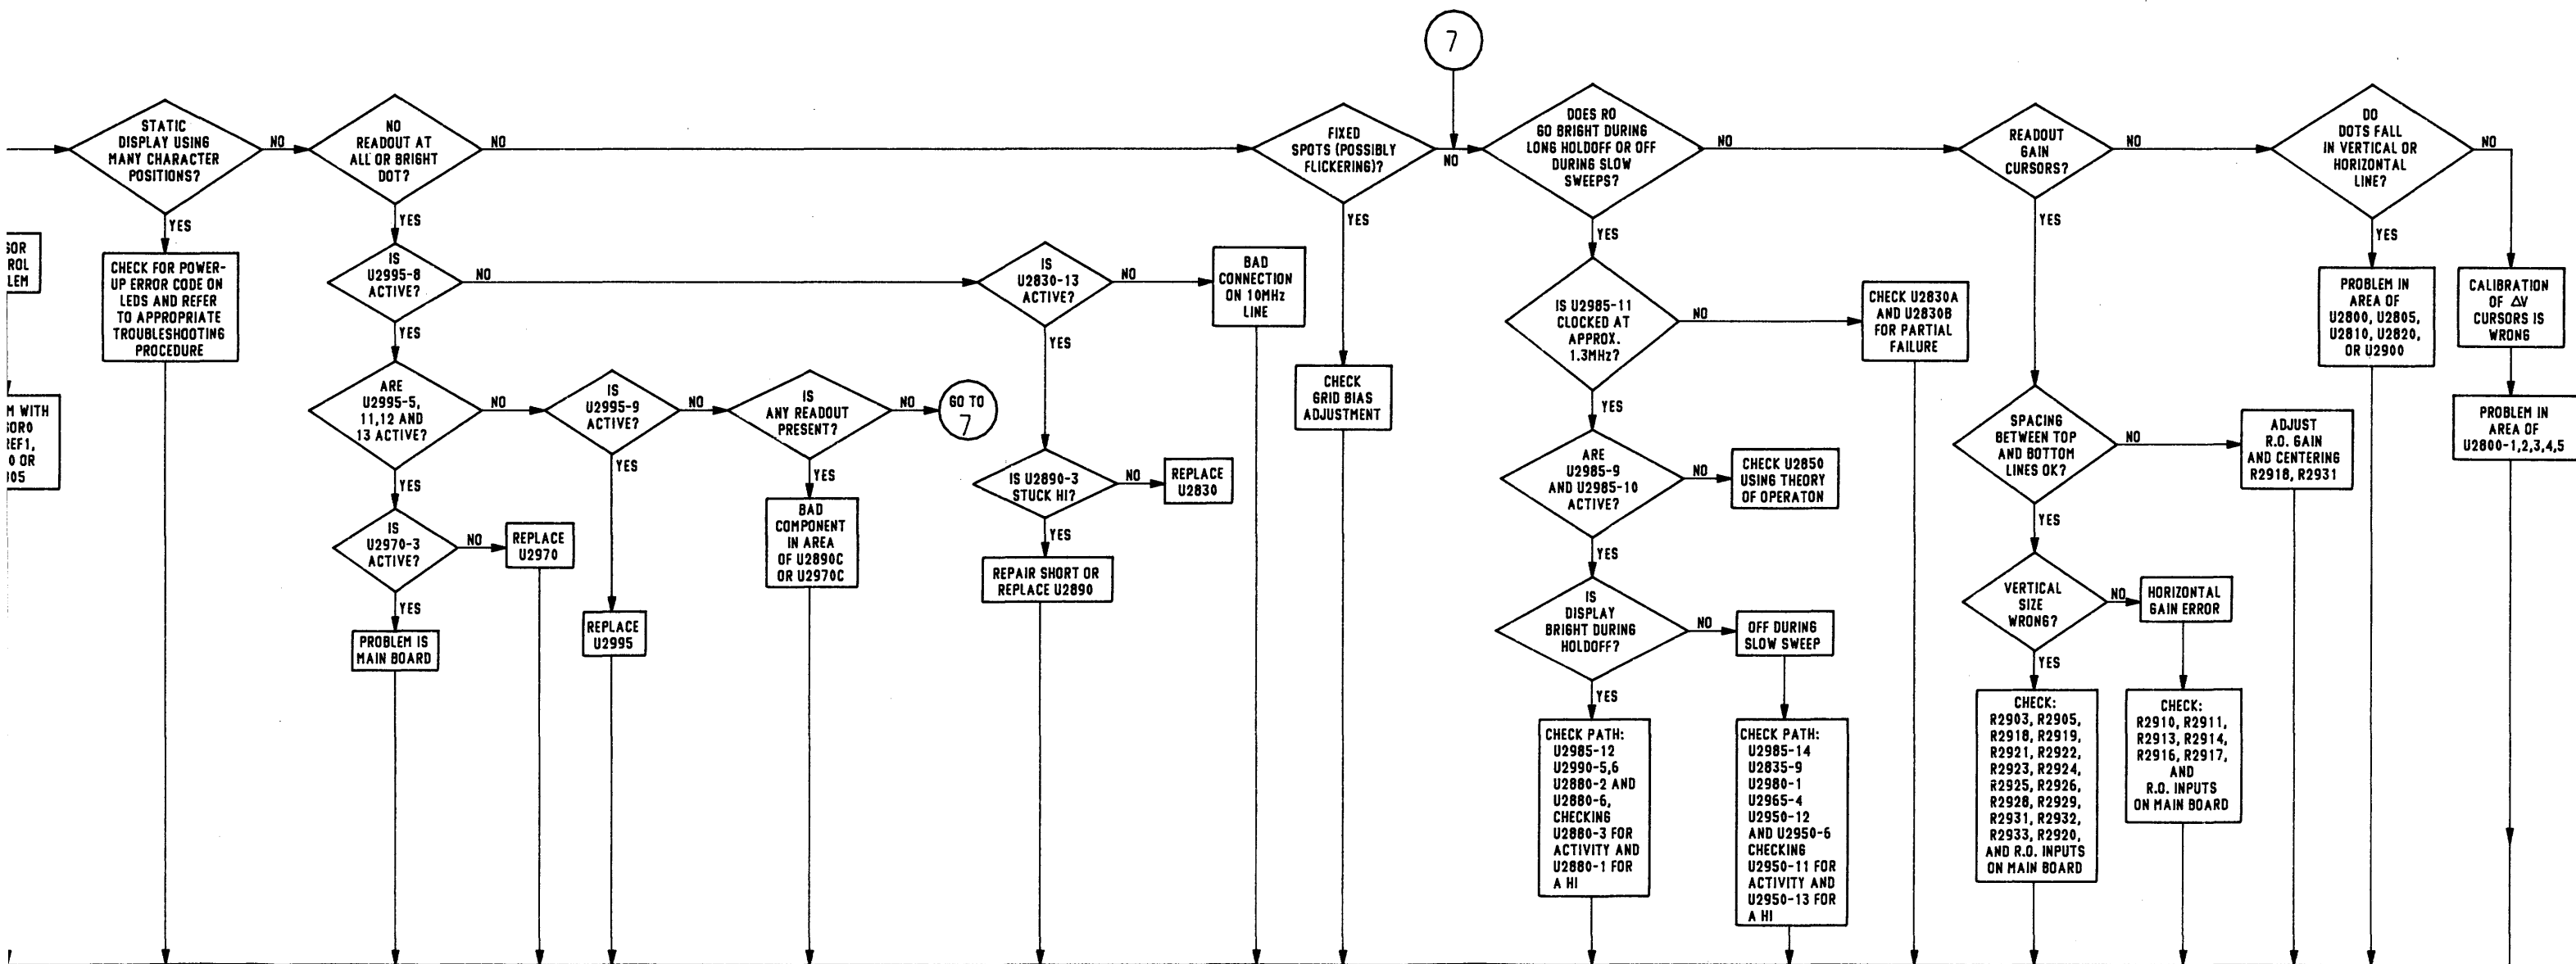 7
STATIC
DISPLAY USING
MANY CHARACTER
POSITIONS?
NO
YES
CHECK FOR POWER-
UP ERROR CODE ON
LEDS AND REFER
TO APPROPRIATE
TROUBLESHOOTING
PROCEDURE
NO
READOUT AT
ALL OR BRIGHT
DOT?
NO
YES
IS
U2995-8
ACTIVE?
NO
YES
ARE
U2995-5,
11,12 AND
13 ACTIVE?
NO
YES
IS
U2970-3
ACTIVE?
NO
REPLACE
U2970
YES
PROBLEM IS
MAIN BOARD
IS
U2995-9
ACTIVE?
NO
YES
REPLACE
U2995
IS
ANY READOUT
PRESENT?
NO
GO TO
7
YES
BAD
COMPONENT
IN AREA
OF U2890C
OR U2970C
IS
U2830-13
ACTIVE?
NO
BAD
CONNECTION
ON 10MHz
LINE
YES
IS U2890-3
STUCK HI?
NO
REPLACE
U2830
YES
REPAIR SHORT OR
REPLACE U2890
FIXED
SPOTS (POSSIBLY
FLICKERING)?
NO
YES
CHECK
GRID BIAS
ADJUSTMENT
DOES RO
GO BRIGHT DURING
LONG HOLDOFF OR OFF
DURING SLOW
SWEEPS?
NO
YES
IS U2985-11
CLOCKED AT
APPROX.
1.3MHz?
NO
CHECK U2830A
AND U2830B
FOR PARTIAL
FAILURE
YES
ARE
U2985-9
AND U2985-10
ACTIVE?
NO
CHECK U2850
USING THEORY
OF OPERATON
YES
IS
DISPLAY
BRIGHT DURING
HOLDOFF?
NO
OFF DURING
SLOW SWEEP
YES
CHECK PATH:
U2985-12
U2990-5,6
U2880-2 AND
U2880-6,
CHECKING
U2880-3 FOR
ACTIVITY AND
U2880-1 FOR
A HI
CHECK PATH:
U2985-14
U2835-9
U2980-1
U2965-4
U2950-12
AND U2950-6
CHECKING
U2950-11 FOR
ACTIVITY AND
U2950-13 FOR
A HI
READOUT
GAIN
CURSORS?
NO
YES
SPACING
BETWEEN TOP
AND BOTTOM
LINES OK?
NO
ADJUST
R.O. GAIN
AND CENTERING
R2918, R2931
YES
VERTICAL
SIZE
WRONG?
NO
HORIZONTAL
GAIN ERROR
YES
CHECK:
R2903, R2905,
R2918, R2919,
R2921, R2922,
R2923, R2924,
R2925, R2926,
R2928, R2929,
R2931, R2932,
R2933, R2920,
AND R.O. INPUTS
ON MAIN BOARD
CHECK:
R2910, R2911,
R2913, R2914,
R2916, R2917,
AND
R.O. INPUTS
ON MAIN BOARD
DO
DOTS FALL
IN VERTICAL OR
HORIZONTAL
LINE?
NO
YES
PROBLEM IN
AREA OF
U2800, U2805,
U2810, U2820,
OR U2900
CALIBRATION
OF ΔV
CURSORS IS
WRONG
PROBLEM IN
AREA OF
U2800-1,2,3,4,5